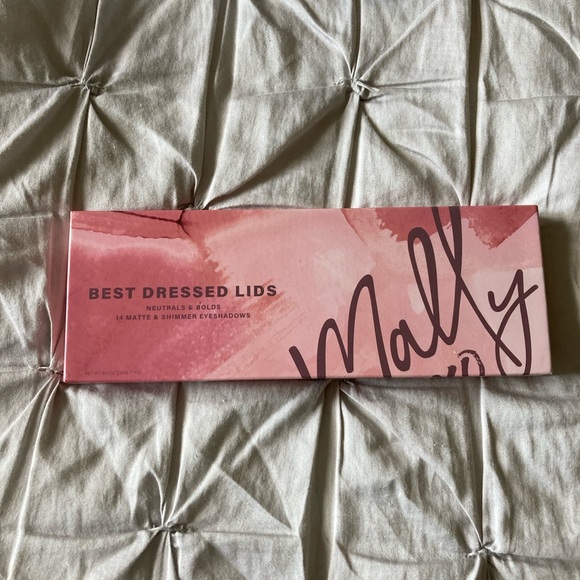 BEST DRESSED LIDS
NEUTRALS & BOLDS
14 MATTE & SHIMMER EYESHADOWS
Mally